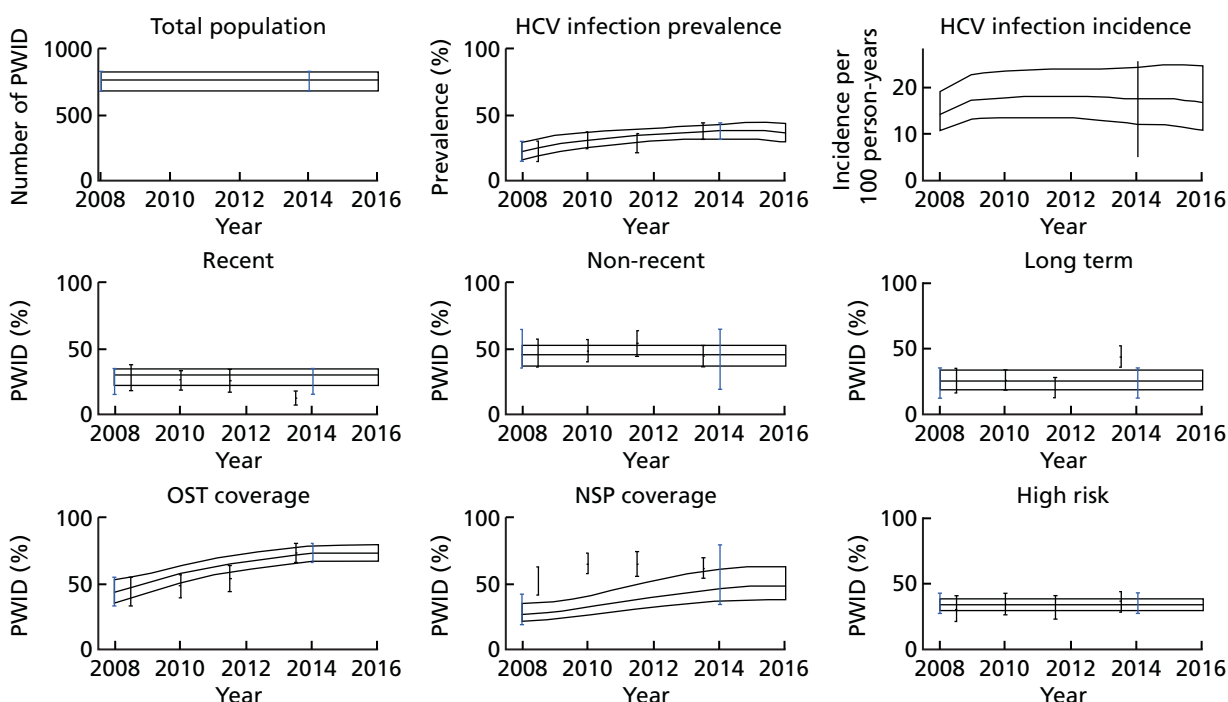 Total population
Number of PWID
1000
500
0
2008 2010 2012 2014 2016
Year
HCV infection prevalence
Prevalence (%)
100
50
0
2008 2010 2012 2014 2016
Year
HCV infection incidence
Incidence per
100 person-years
20
10
0
2008 2010 2012 2014 2016
Year
Recent
PWID (%)
100
50
0
2008 2010 2012 2014 2016
Year
Non-recent
PWID (%)
100
50
0
2008 2010 2012 2014 2016
Year
Long term
PWID (%)
100
50
0
2008 2010 2012 2014 2016
Year
OST coverage
PWID (%)
100
50
0
2008 2010 2012 2014 2016
Year
NSP coverage
PWID (%)
100
50
0
2008 2010 2012 2014 2016
Year
High risk
PWID (%)
100
50
0
2008 2010 2012 2014 2016
Year